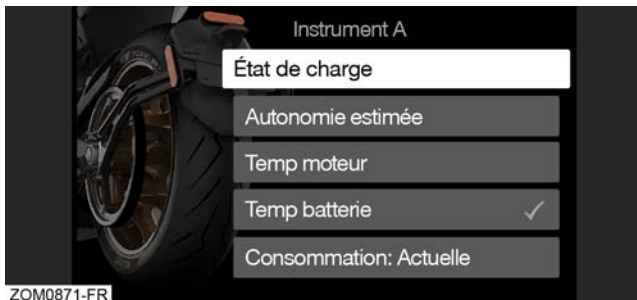 Instrument A
État de charge
Autonomie estimée
Temp moteur
Temp batterie
Consommation: Actuelle
ZOM0871-FR